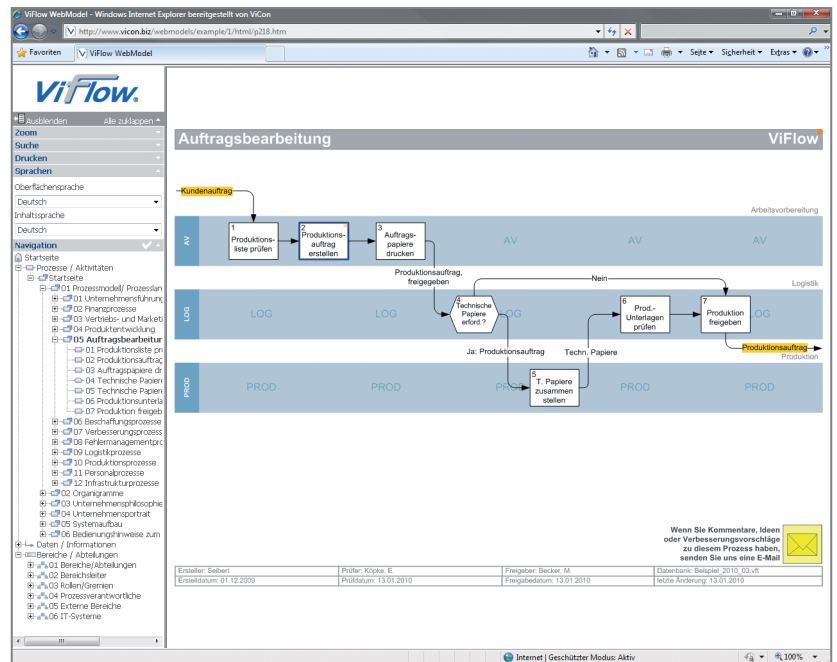 ViFlow WebModel - Windows Internet Explorer bereitgestellt von ViCon
http://www.vicon.biz/webmodels/example/1/html/p218.htm
Favoriten
ViFlow WebModel
Seite
Sicherheit
Extras
ViFlow.
Ausblenden
Alle zuklappen
Zoom
Suche
Drucken
Sprachen
Oberflächensprache
Deutsch
Inhaltssprache
Deutsch
Navigation
Startseite
Prozesse / Aktivitäten
Startseite
01 Prozessmodell/ Prozesslan
01 Unternehmensführung
02 Finanzprozesse
03 Vertriebs- und Marketi
04 Produktentwicklung
05 Auftragsbearbeitur
01 Produktionsliste prü
02 Produktionsauftrag
03 Auftragspapiere dr
04 Technische Papiere
05 Technische Papiere
06 Produktionsunterla
07 Produktion freigeb
06 Beschaffungsprozesse
07 Verbesserungsprozess
08 Fehlermanagementprc
09 Logistikprozesse
10 Produktionsprozesse
11 Personalprozesse
12 Infrastrukturprozesse
02 Organigramme
03 Unternehmensphilosophie
04 Unternehmensportrait
05 Systemaufbau
06 Bedienungshinweise zum
Daten / Informationen
Bereiche / Abteilungen
01 Bereiche/Abteilungen
02 Bereichsleiter
03 Rollen/Gremien
04 Prozessverantwortliche
05 Externe Bereiche
06 IT-Systeme
Auftragsbearbeitung
ViFlow
Kundenauftrag
Arbeitsvorbereitung
AV
1
Produktions-
liste prüfen
2
Produktions-
auftrag
erstellen
3
Auftrags-
papiere
drucken
AV
AV
AV
Produktionsauftrag,
freigegeben
Nein
Logistik
LOG
LOG
LOG
4
Technische
Papiere
erford.?
LOG
6
Prod.-
Unterlagen
prüfen
7
Produktion
freigeben
LOG
Produktionsauftrag
Produktion
Ja: Produktionsauftrag
Techn. Papiere
PROD
PROD
PROD
PROD
5
T. Papiere
zusammen
stellen
PROD
PROD
Wenn Sie Kommentare, Ideen
oder Verbesserungsvorschläge
zu diesem Prozess haben,
senden Sie uns eine E-Mail
Ersteller: Seibert
Prüfer: Köpke, E.
Freigeber: Becker, M.
Datenbank: Beispiel_2010_03.vft
Erstelldatum: 01.12.2009
Prüfdatum: 13.01.2010
Freigabedatum: 13.01.2010
letzte Änderung: 13.01.2010
Internet | Geschützter Modus: Aktiv
100%